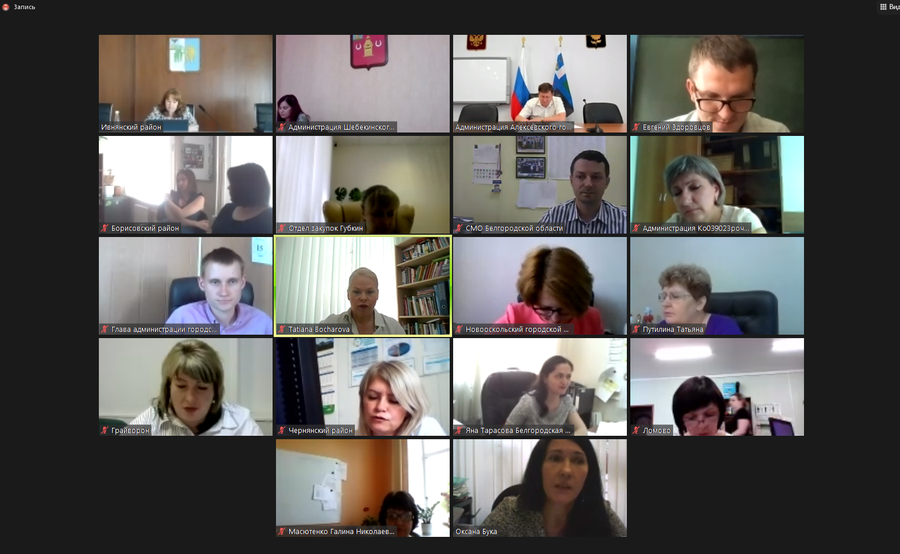 Запись
Вид
Ивнянский район
Администрация Шебекинског...
Администрация Алексеевского го...
Евгений Здоровцов
Борисовский район
Отдел закупок Губкин
СМО Белгородской области
Администрация Ко039023роч...
Глава администрации городс...
Tatiana Bocharova
Новооскольский городской ...
Путилина Татьяна
Грайворон
Чернянский район
Яна Тарасова Белгородская ...
Ломово
Масютенко Галина Николаев...
Оксана Бука